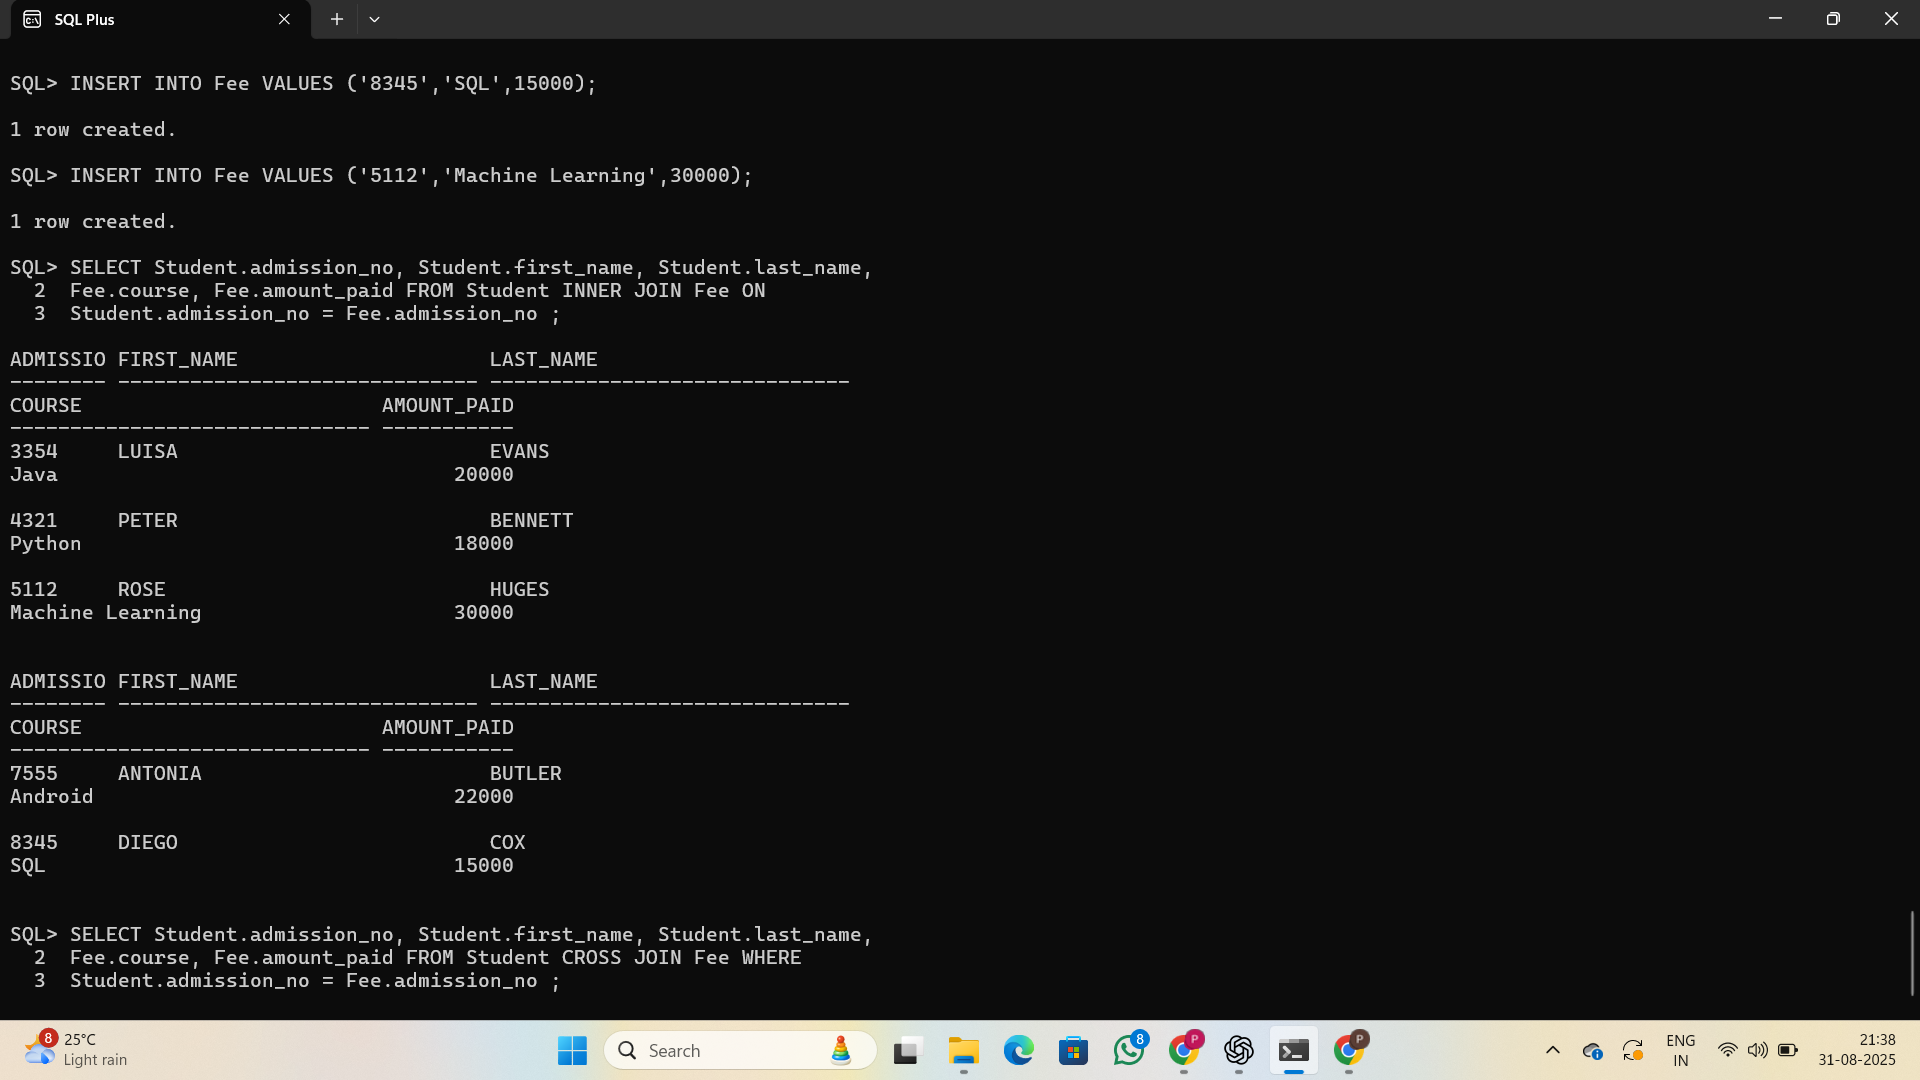 SQL Plus
SQL> INSERT INTO Fee VALUES ('8345','SQL',15000);
1 row created.
SQL> INSERT INTO Fee VALUES ('5112','Machine Learning',30000);
1 row created.
SQL> SELECT Student.admission_no, Student.first_name, Student.last_name,
2 Fee.course, Fee.amount_paid FROM Student INNER JOIN Fee ON
3 Student.admission_no = Fee.admission_no ;
ADMISSIO FIRST_NAME LAST_NAME
-------- ------------------------------ ------------------------------
COURSE AMOUNT_PAID
------------------------------ -----------
3354 LUISA EVANS
Java 20000
4321 PETER BENNETT
Python 18000
5112 ROSE HUGES
Machine Learning 30000
ADMISSIO FIRST_NAME LAST_NAME
-------- ------------------------------ ------------------------------
COURSE AMOUNT_PAID
------------------------------ -----------
7555 ANTONIA BUTLER
Android 22000
8345 DIEGO COX
SQL 15000
SQL> SELECT Student.admission_no, Student.first_name, Student.last_name,
2 Fee.course, Fee.amount_paid FROM Student CROSS JOIN Fee WHERE
3 Student.admission_no = Fee.admission_no ;
8 25°C
Light rain
Search
8
P
P
ENG
IN
21:38
31-08-2025